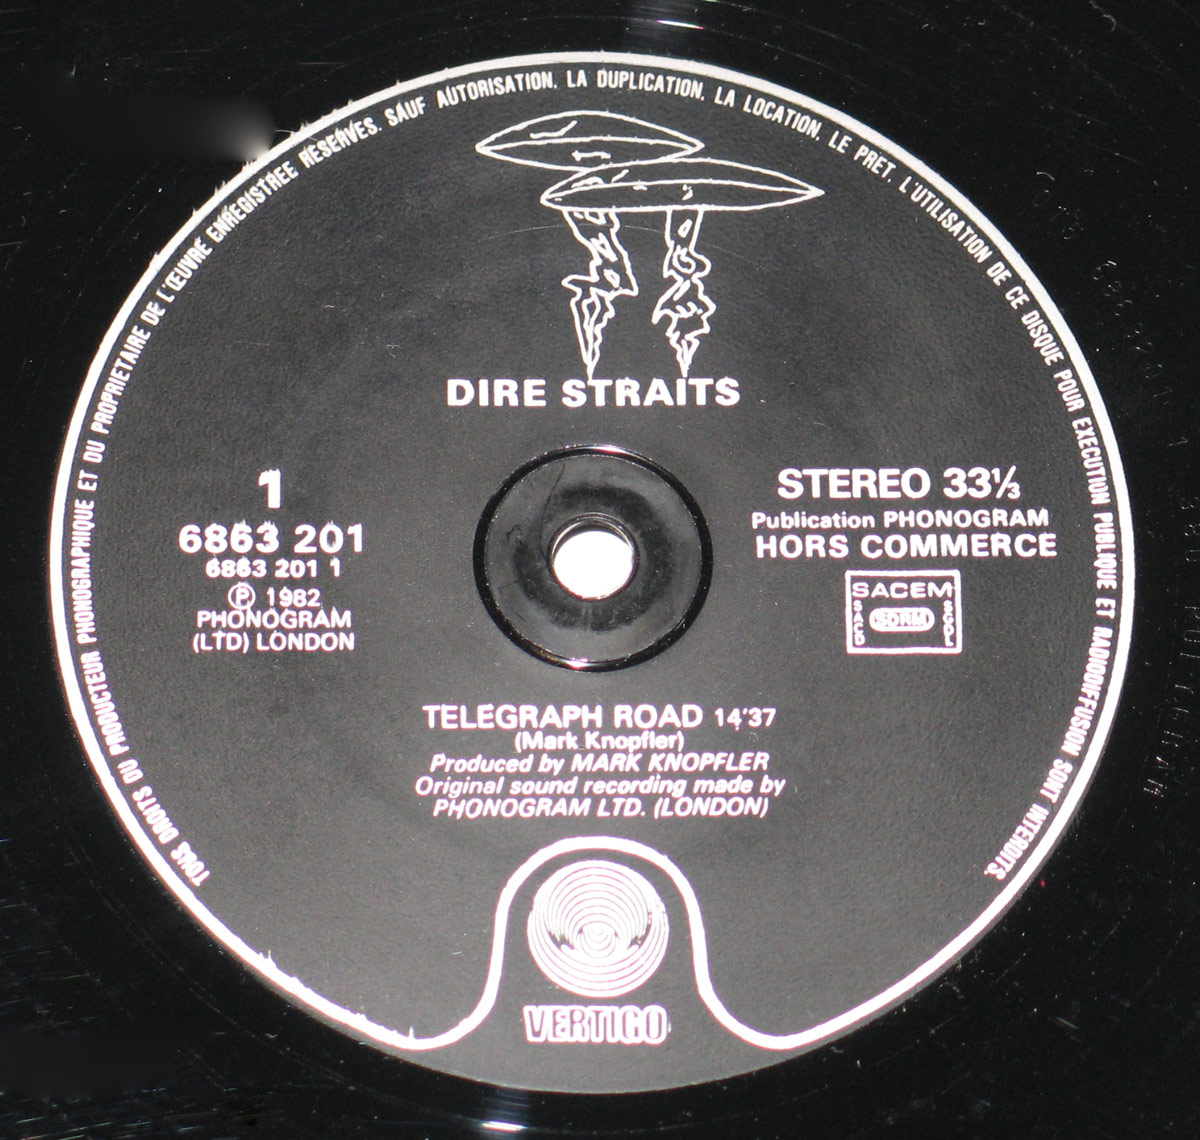 TOUS DROITS DU PRODUCTEUR PHONOGRAPHIQUE ET DU PROPRIETAIRE DE L'ŒUVRE ENREGISTREE RESERVES. SAUF AUTORISATION, LA DUPLICATION, LA LOCATION, LE PRET, L'UTILISATION DE CE DISQUE POUR EXECUTION PUBLIQUE ET RADIODIFFUSION SONT INTERDITS.
DIRE STRAITS
1
6863 201
6863 201 1
Ⓟ 1982
PHONOGRAM
(LTD) LONDON
STEREO 33⅓
Publication PHONOGRAM
HORS COMMERCE
SACEM
SACD
SDRM
SGDL
TELEGRAPH ROAD 14'37
(Mark Knopfler)
Produced by MARK KNOPFLER
Original sound recording made by
PHONOGRAM LTD. (LONDON)
VERTIGO